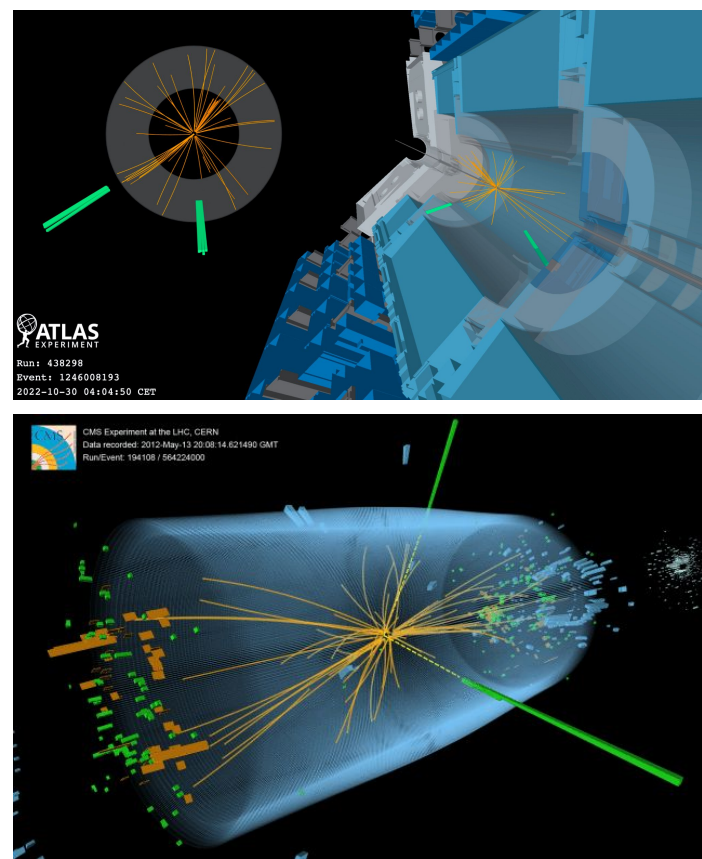 ATLAS
EXPERIMENT
Run: 438298
Event: 1246008193
2022-10-30 04:04:50 CET
CMS
CMS Experiment at the LHC, CERN
Data recorded: 2012-May-13 20:08:14.621490 GMT
Run/Event: 194108 / 564224000